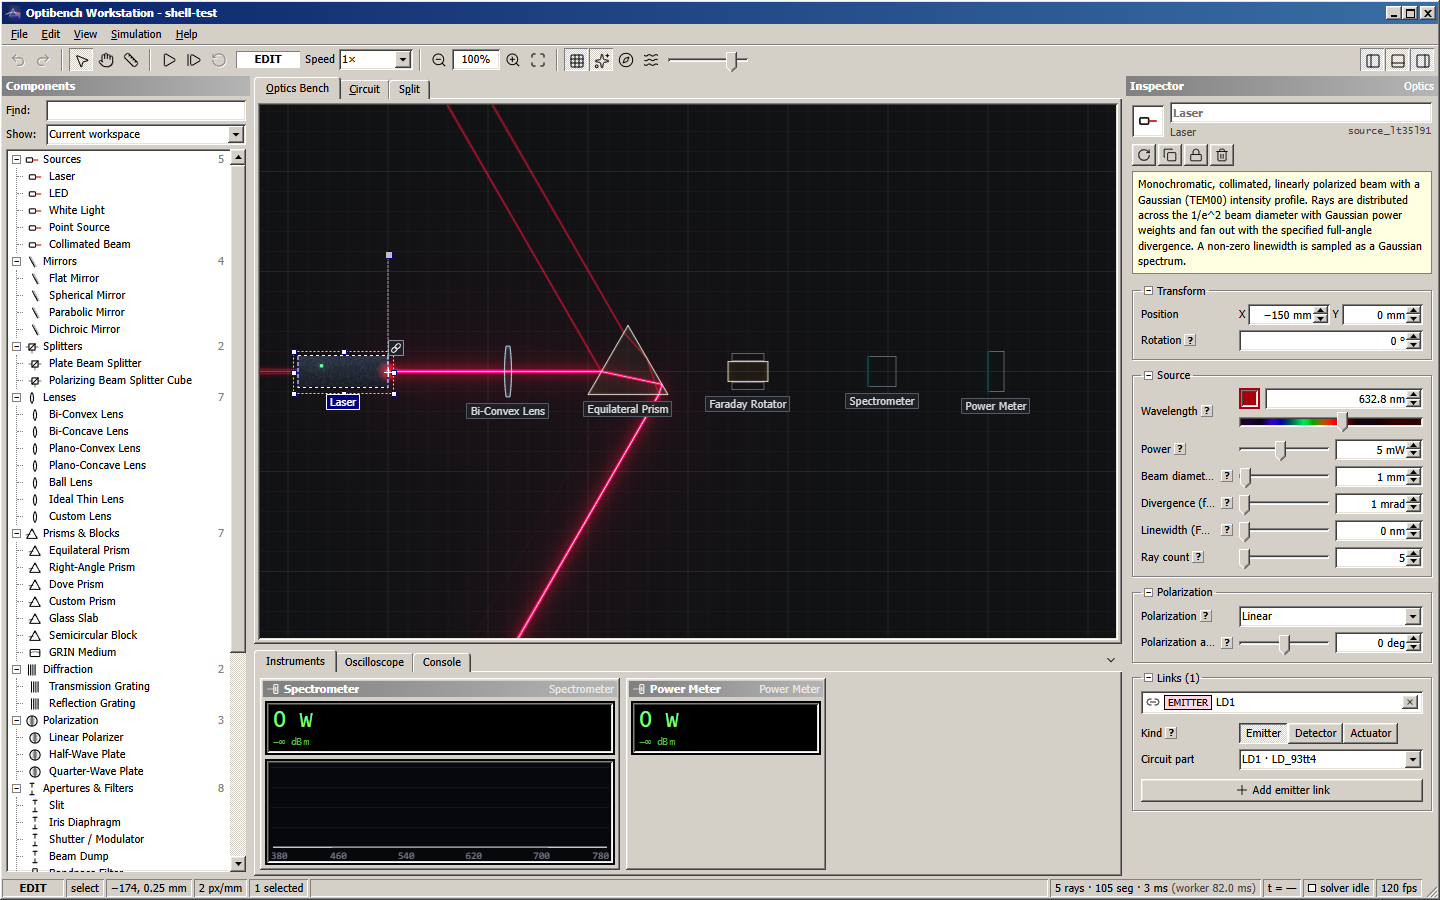 Optibench Workstation - shell-test
File Edit View Simulation Help
EDIT Speed 1× 100%
Components
Find:
Show: Current workspace
Sources 5
Laser
LED
White Light
Point Source
Collimated Beam
Mirrors 4
Flat Mirror
Spherical Mirror
Parabolic Mirror
Dichroic Mirror
Splitters 2
Plate Beam Splitter
Polarizing Beam Splitter Cube
Lenses 7
Bi-Convex Lens
Bi-Concave Lens
Plano-Convex Lens
Plano-Concave Lens
Ball Lens
Ideal Thin Lens
Custom Lens
Prisms & Blocks 7
Equilateral Prism
Right-Angle Prism
Dove Prism
Custom Prism
Glass Slab
Semicircular Block
GRIN Medium
Diffraction 2
Transmission Grating
Reflection Grating
Polarization 3
Linear Polarizer
Half-Wave Plate
Quarter-Wave Plate
Apertures & Filters 8
Slit
Iris Diaphragm
Shutter / Modulator
Beam Dump
Optics Bench Circuit Split
Laser
Bi-Convex Lens
Equilateral Prism
Faraday Rotator
Spectrometer
Power Meter
Instruments Oscilloscope Console
Spectrometer Spectrometer
0 W
−∞ dBm
380 460 540 620 700 780
Power Meter Power Meter
0 W
−∞ dBm
Inspector Optics
Laser
Laser source_lt35l91
Monochromatic, collimated, linearly polarized beam with a
Gaussian (TEM00) intensity profile. Rays are distributed
across the 1/e^2 beam diameter with Gaussian power
weights and fan out with the specified full-angle
divergence. A non-zero linewidth is sampled as a Gaussian
spectrum.
Transform
Position X −150 mm Y 0 mm
Rotation ? 0 °
Source
Wavelength ? 632.8 nm
Power ? 5 mW
Beam diamet... ? 1 mm
Divergence (f... ? 1 mrad
Linewidth (F... ? 0 nm
Ray count ? 5
Polarization
Polarization ? Linear
Polarization a... ? 0 deg
Links (1)
EMITTER LD1
Kind ? Emitter Detector Actuator
Circuit part LD1 · LD_93tt4
+ Add emitter link
EDIT select −174, 0.25 mm 2 px/mm 1 selected
5 rays · 105 seg · 3 ms (worker 82.0 ms) t = — solver idle 120 fps